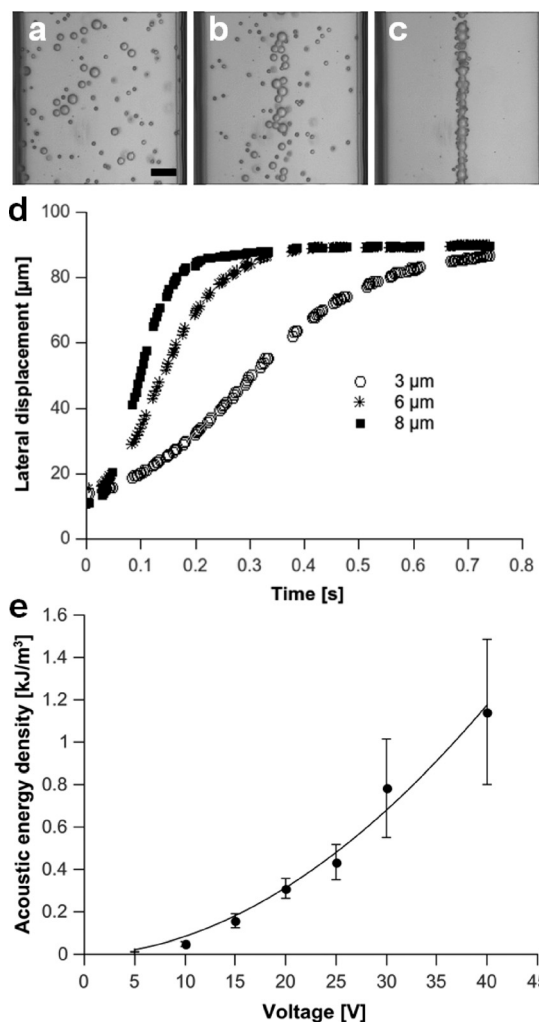 a b c
d
100
80
60
40
20
0
Lateral displacement [µm]
3 µm
6 µm
8 µm
0 0.1 0.2 0.3 0.4 0.5 0.6 0.7 0.8
Time [s]
e
1.6
1.4
1.2
1
0.8
0.6
0.4
0.2
0
Acoustic energy density [kJ/m³]
0 5 10 15 20 25 30 35 40 45
Voltage [V]